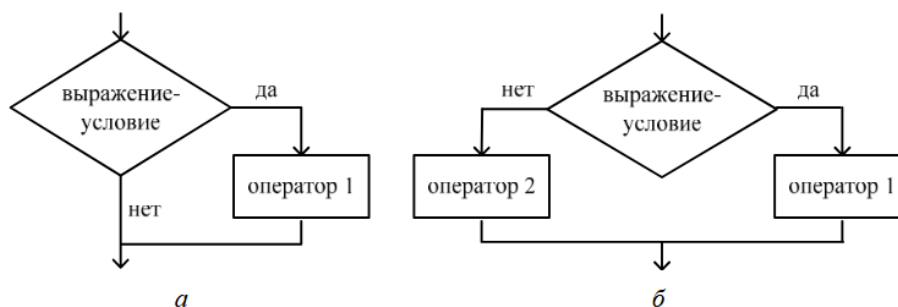 выражение-
условие
да
оператор 1
нет
а
нет
выражение-
условие
да
оператор 2
оператор 1
б